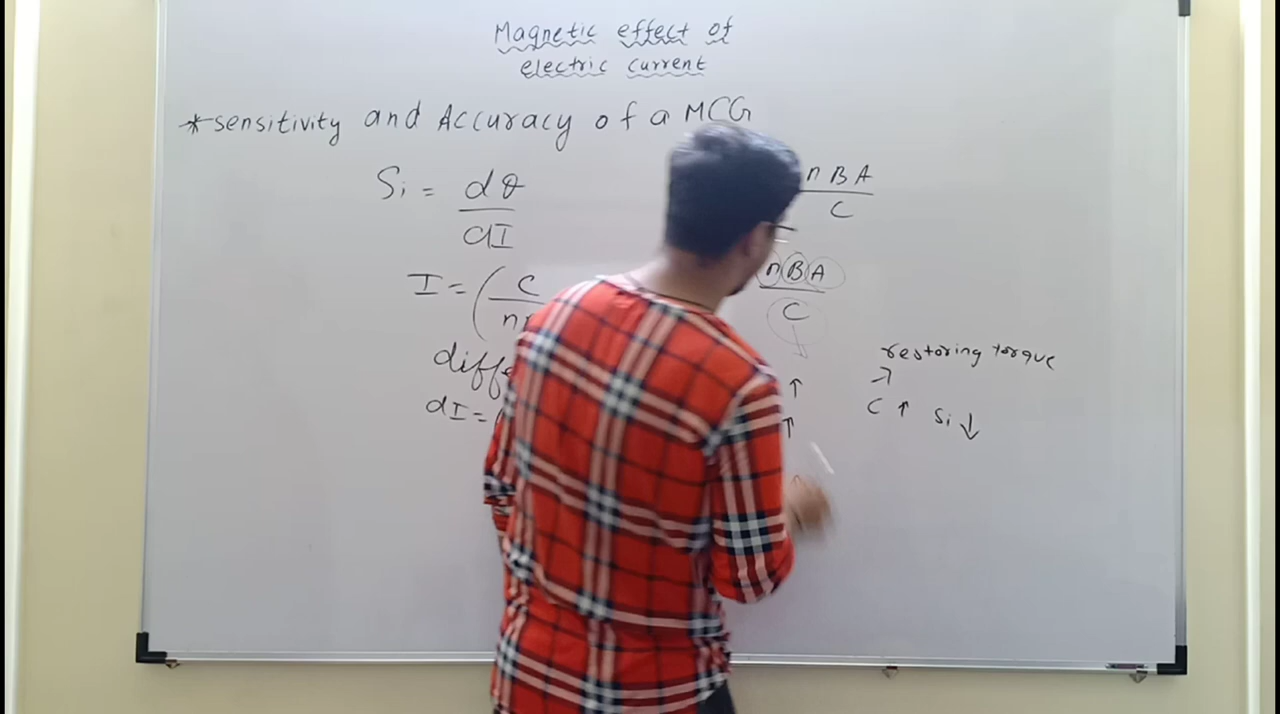 Magnetic effect of
electric current
*sensitivity and Accuracy of a MCG
Si = dθ/dI
nBA/C
I = (C/n
nBA/C
restoring torque
diffe
↑
C ↑ Si ↓
dI =
↑